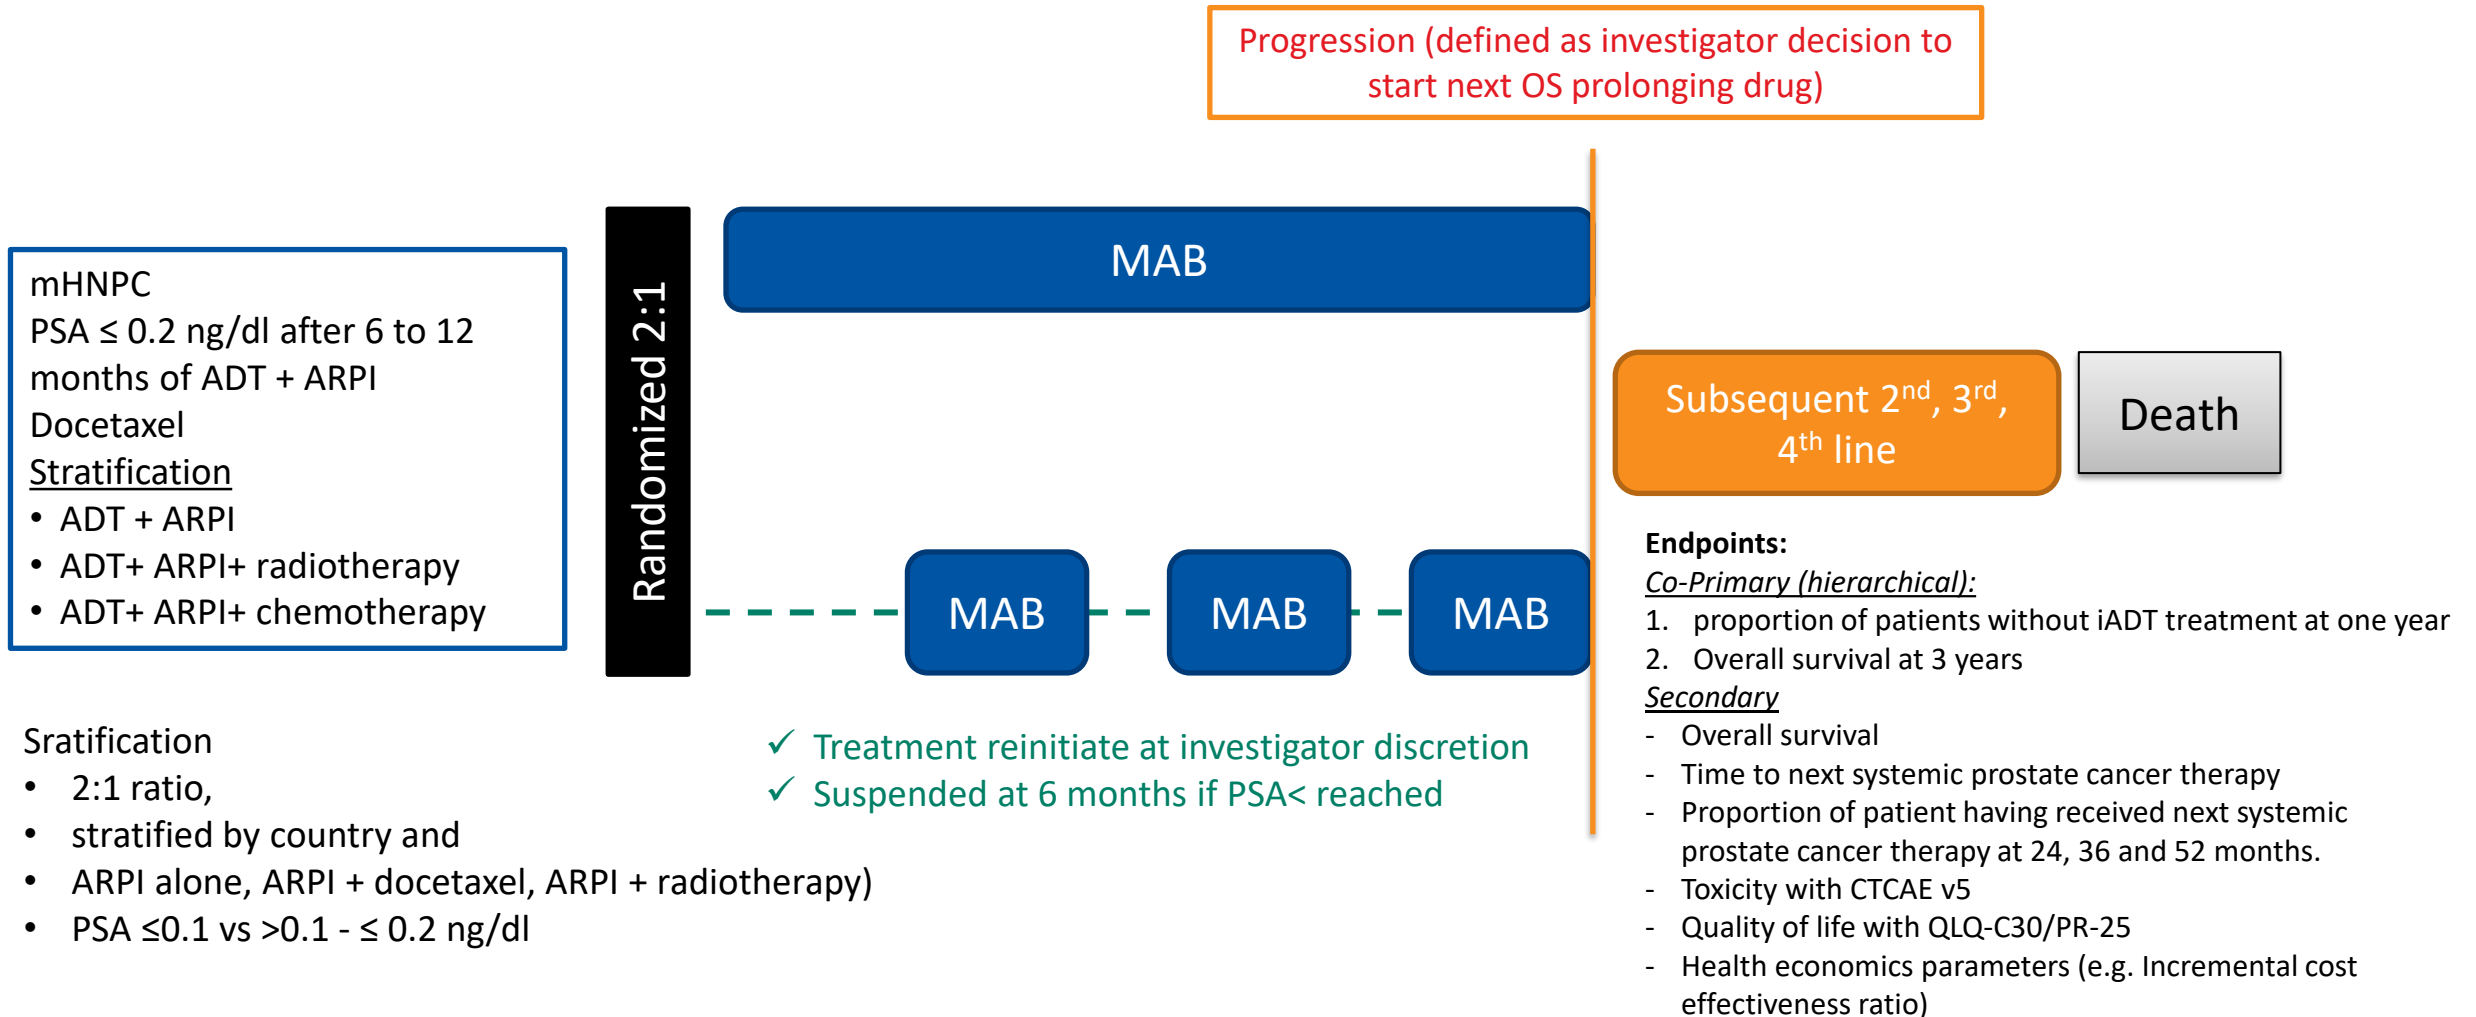 Progression (defined as investigator decision to
start next OS prolonging drug)
mHNPC
PSA ≤ 0.2 ng/dl after 6 to 12
months of ADT + ARPI
Docetaxel
Stratification
• ADT + ARPI
• ADT+ ARPI+ radiotherapy
• ADT+ ARPI+ chemotherapy
Randomized 2:1
MAB
MAB
MAB
MAB
Subsequent 2nd, 3rd,
4th line
Death
Sratification
• 2:1 ratio,
• stratified by country and
• ARPI alone, ARPI + docetaxel, ARPI + radiotherapy)
• PSA ≤0.1 vs >0.1 - ≤ 0.2 ng/dl
✓ Treatment reinitiate at investigator discretion
✓ Suspended at 6 months if PSA< reached
Endpoints:
Co-Primary (hierarchical):
1. proportion of patients without iADT treatment at one year
2. Overall survival at 3 years
Secondary
- Overall survival
- Time to next systemic prostate cancer therapy
- Proportion of patient having received next systemic
prostate cancer therapy at 24, 36 and 52 months.
- Toxicity with CTCAE v5
- Quality of life with QLQ-C30/PR-25
- Health economics parameters (e.g. Incremental cost
effectiveness ratio)